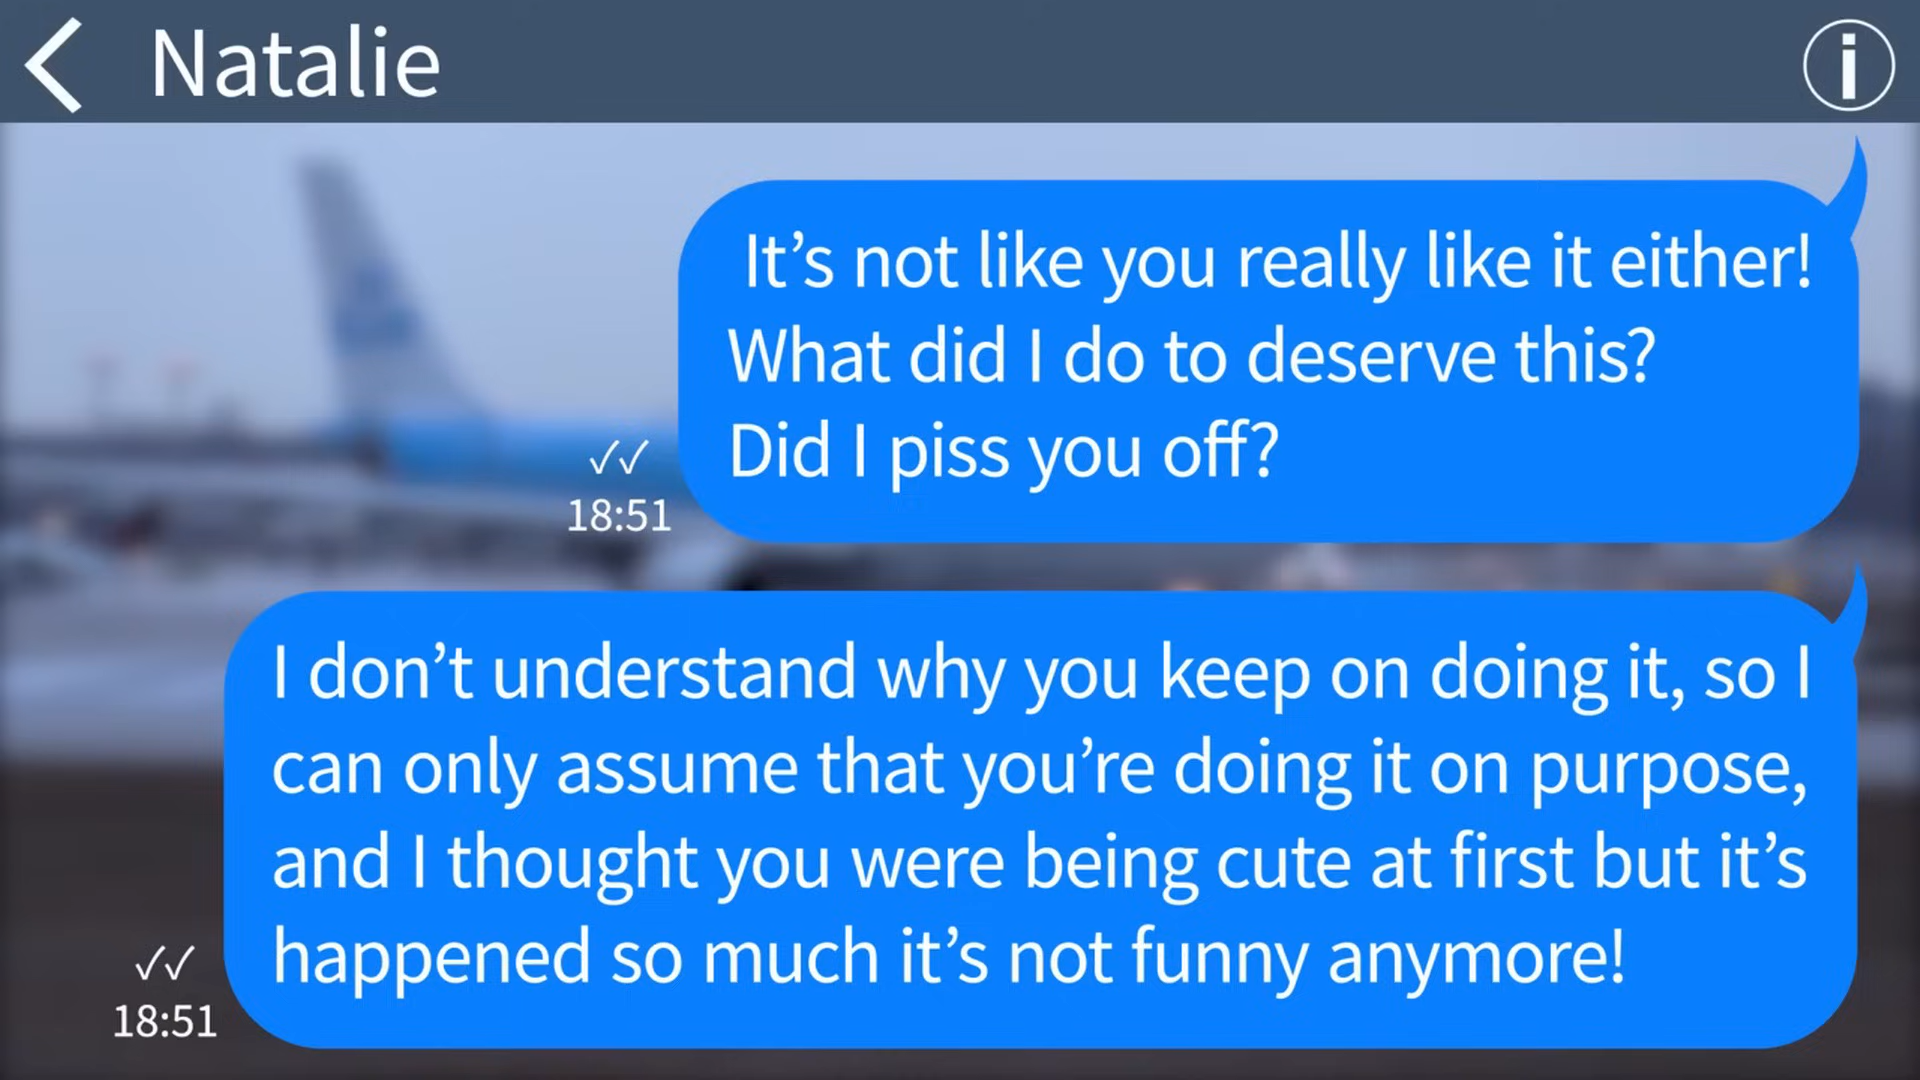 Natalie
It’s not like you really like it either!
What did I do to deserve this?
Did I piss you off?
18:51
I don’t understand why you keep on doing it, so I
can only assume that you’re doing it on purpose,
and I thought you were being cute at first but it’s
happened so much it’s not funny anymore!
18:51